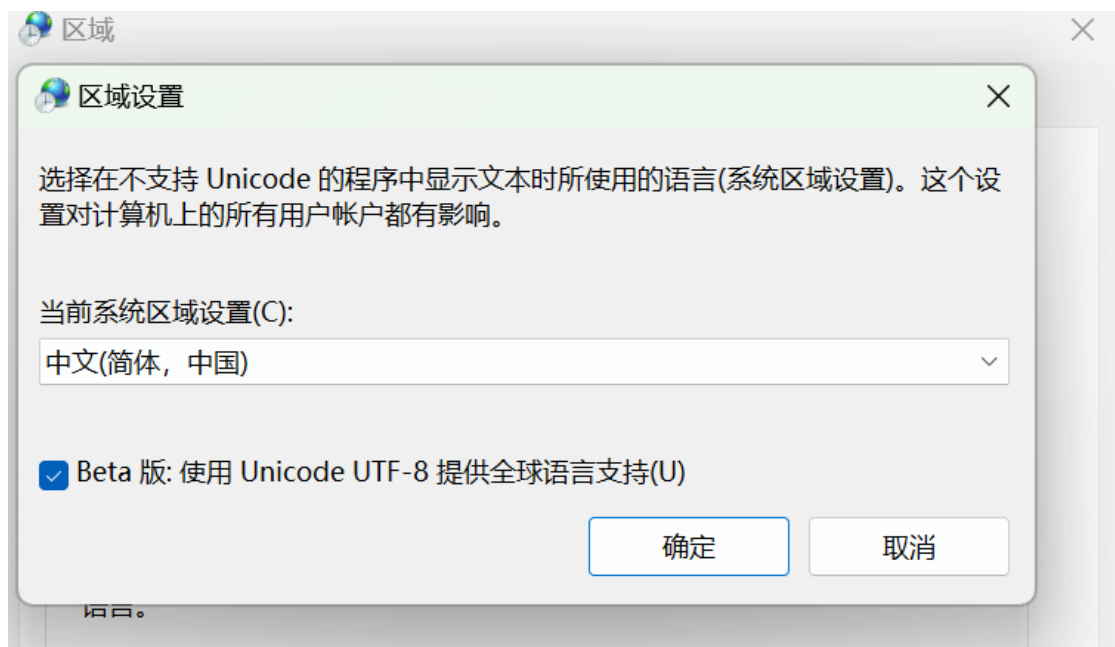 区域
区域设置
选择在不支持 Unicode 的程序中显示文本时所使用的语言(系统区域设置)。这个设
置对计算机上的所有用户帐户都有影响。
当前系统区域设置(C):
中文(简体，中国)
Beta 版: 使用 Unicode UTF-8 提供全球语言支持(U)
确定
取消
语言。